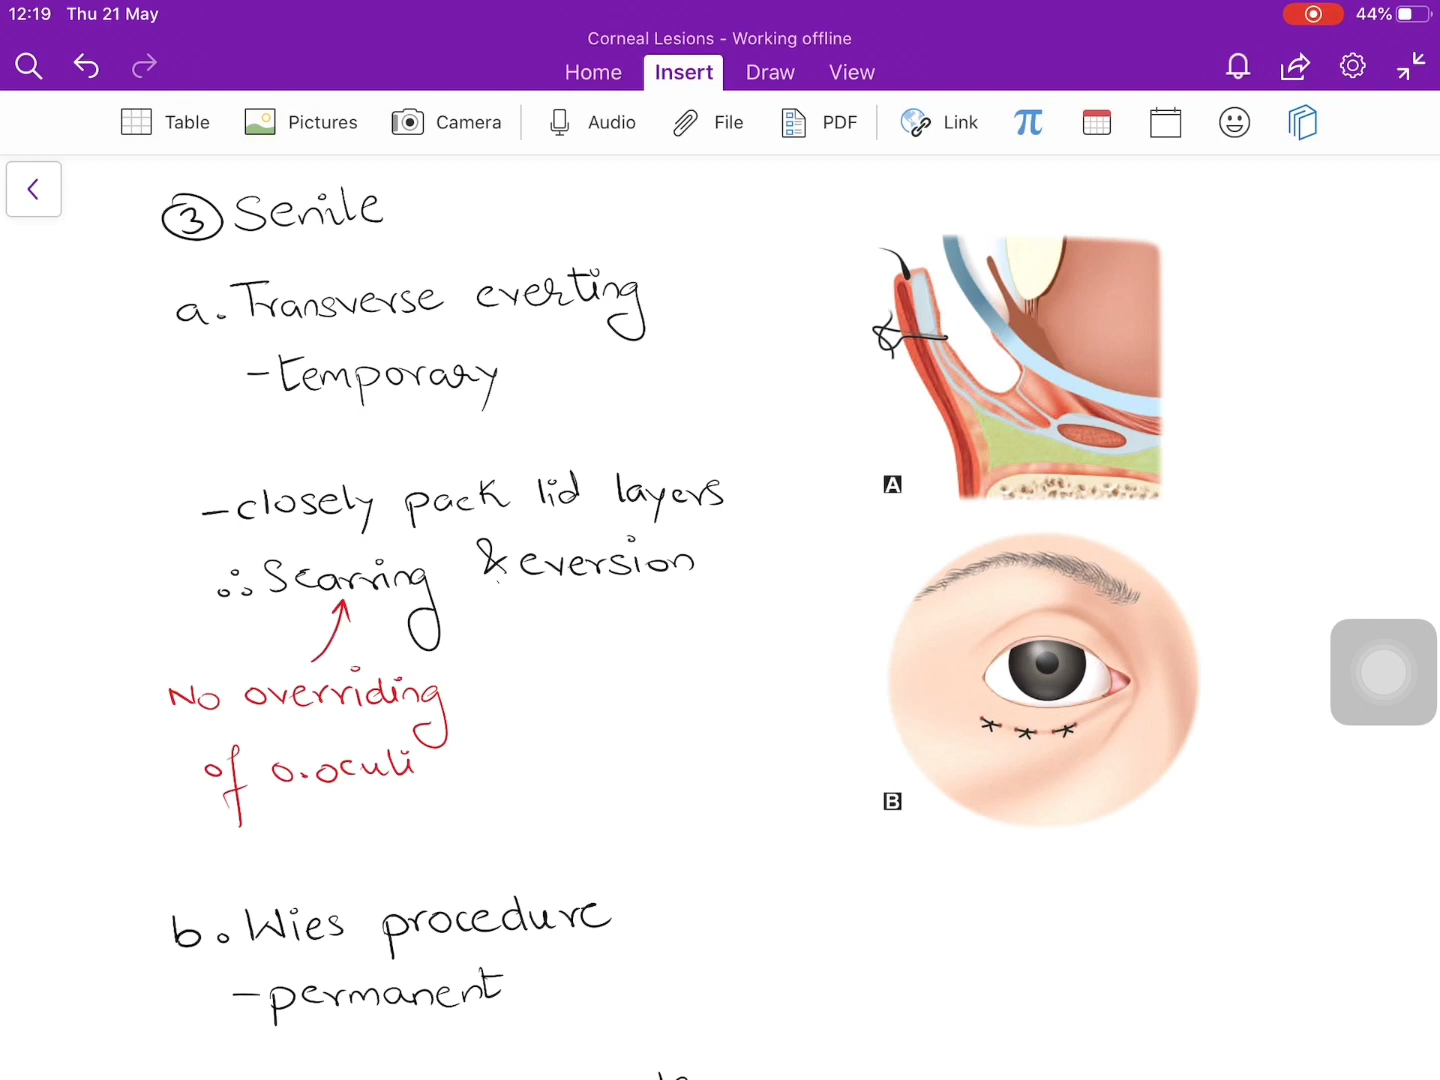 12:19 Thu 21 May
44%
Corneal Lesions - Working offline
Home Insert Draw View
Table Pictures Camera Audio File PDF Link π
③ Senile
a. Transverse everting
- temporary
- closely pack lid layers
∴ Scarring & eversion
No overriding
of o.oculi
b. Wies procedure
- permanent
A
B